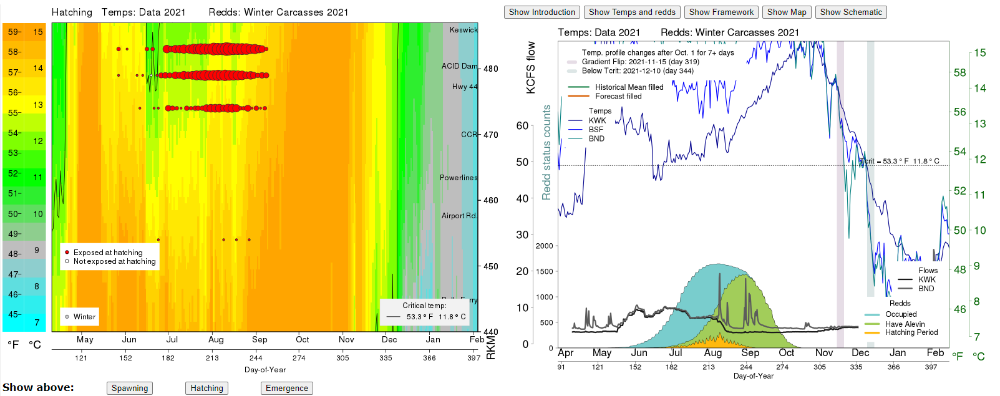 Hatching Temps: Data 2021 Redds: Winter Carcasses 2021
59 15
58
57 14
56
55 13
54
53 12
52 11
51
50 10
49
48 9
47
46 8
45
7
°F °C
Keswick
ACID Dam
Hwy 44
CCR
Powerlines
Airport Rd.
480
470
460
450
440
RKM
Exposed at hatching
Not exposed at hatching
Winter
Critical temp:
53.3 ° F 11.8 ° C
May Jun Jul Aug Sep Oct Nov Dec Jan Feb
121 152 182 213 244 274 305 335 366 397
Day-of-Year
Show above: Spawning Hatching Emergence
Show Introduction Show Temps and redds Show Framework Show Map Show Schematic
Temps: Data 2021 Redds: Winter Carcasses 2021
KCFS flow
Redd status counts
60
50
40
30
20
10
0
2000
1500
1000
500
0
Temp. profile changes after Oct. 1 for 7+ days
Gradient Flip: 2021-11-15 (day 319)
Below Tcrit: 2021-12-10 (day 344)
Historical Mean filled
Forecast filled
Temps
KWK
BSF
BND
Tcrit = 53.3 ° F 11.8 ° C
Flows
KWK
BND
Redds
Occupied
Have Alevin
Hatching Period
15
58 14
56 13
54 12
52 11
50 10
48 9
46 8
7
°F °C
Apr May Jun Jul Aug Sep Oct Nov Dec Jan Feb
91 121 152 182 213 244 274 305 335 366 397
Day-of-Year